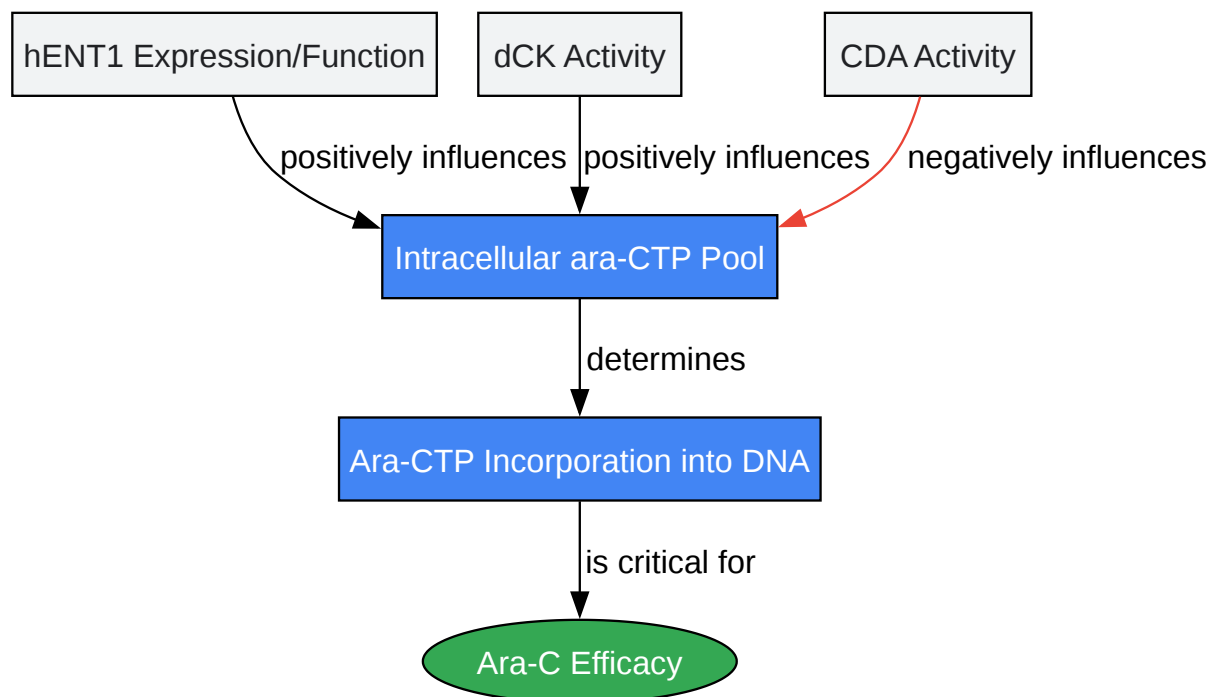 hENT1 Expression/Function
dCK Activity
CDA Activity
positively influences
positively influences
negatively influences
Intracellular ara-CTP Pool
determines
Ara-CTP Incorporation into DNA
is critical for
Ara-C Efficacy